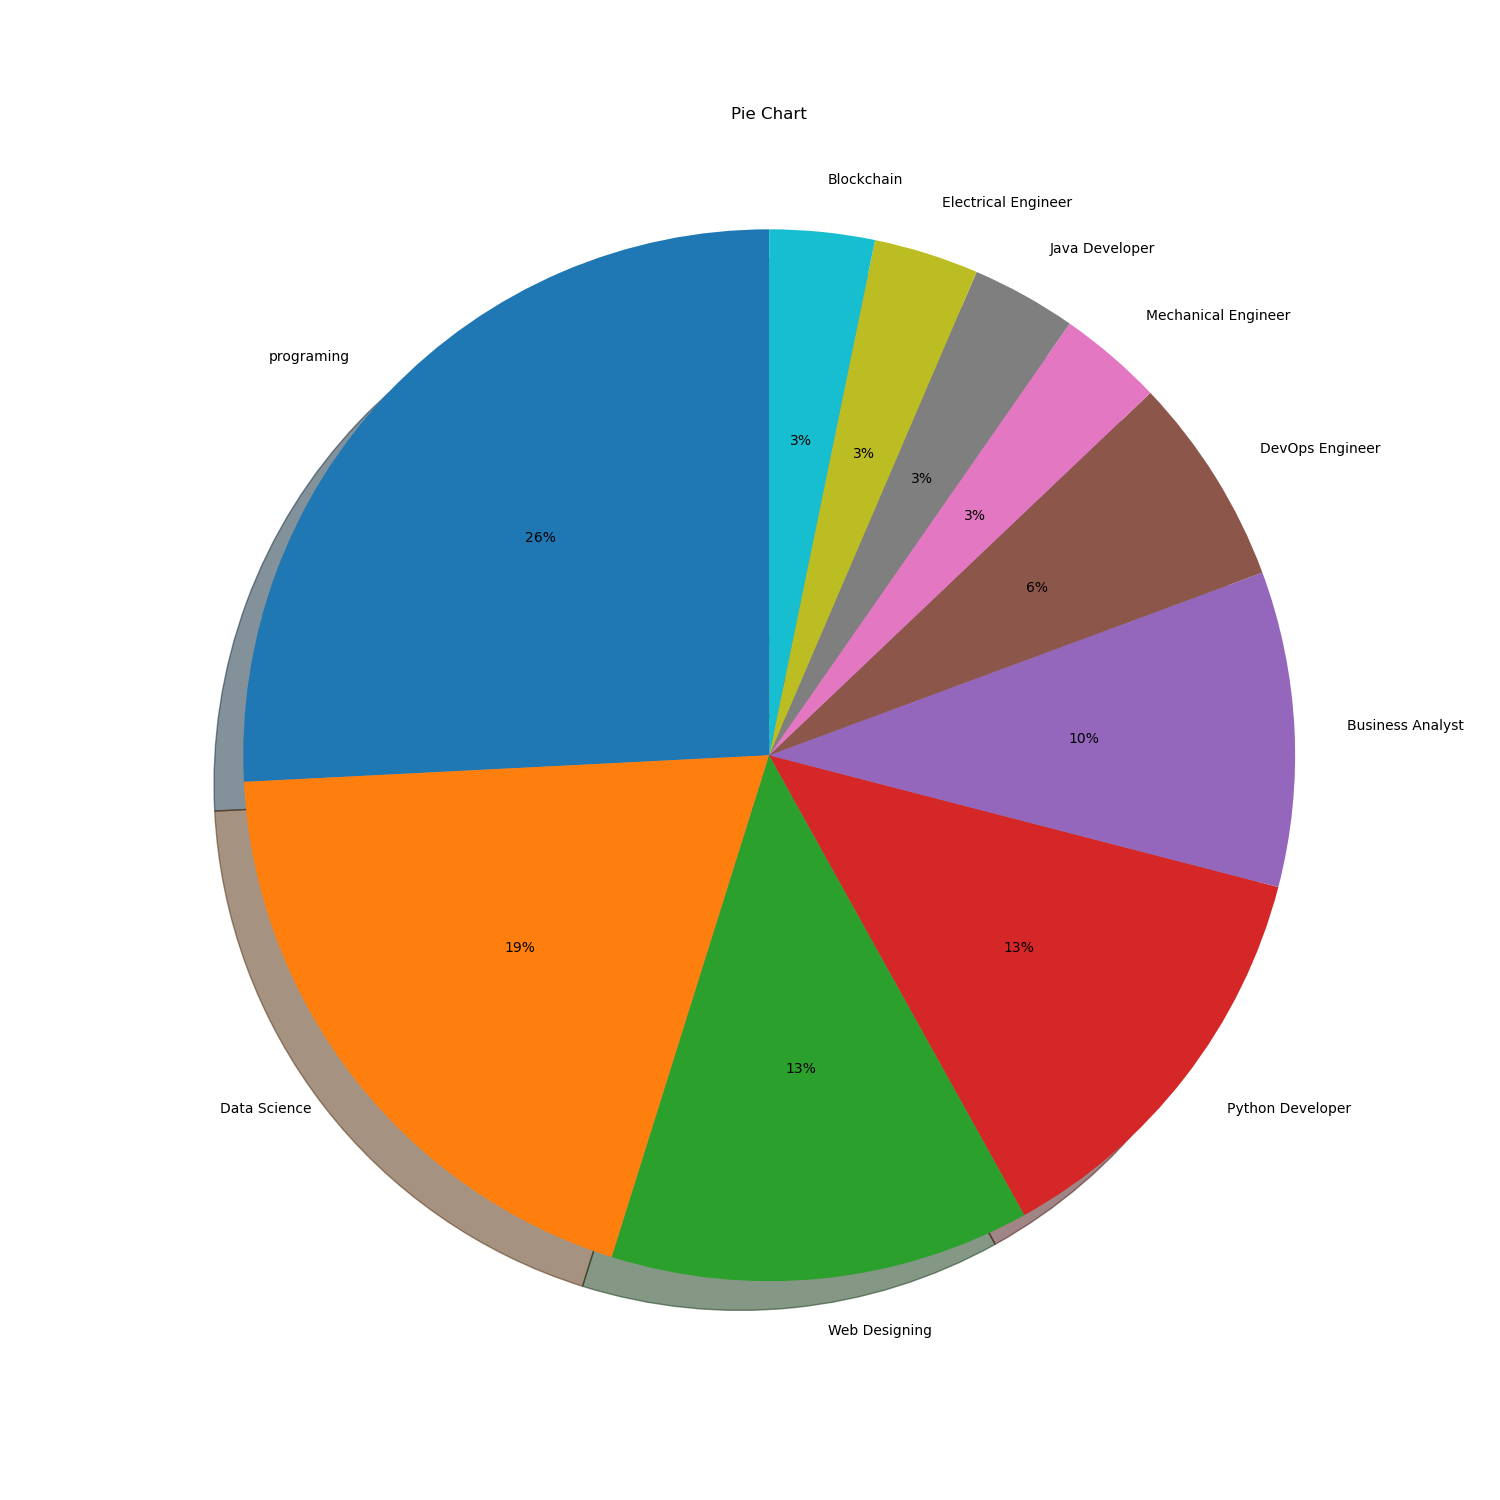 Pie Chart
Blockchain
Electrical Engineer
Java Developer
Mechanical Engineer
programing
DevOps Engineer
3%
3%
3%
3%
26%
6%
Business Analyst
10%
19%
13%
13%
Data Science
Python Developer
Web Designing